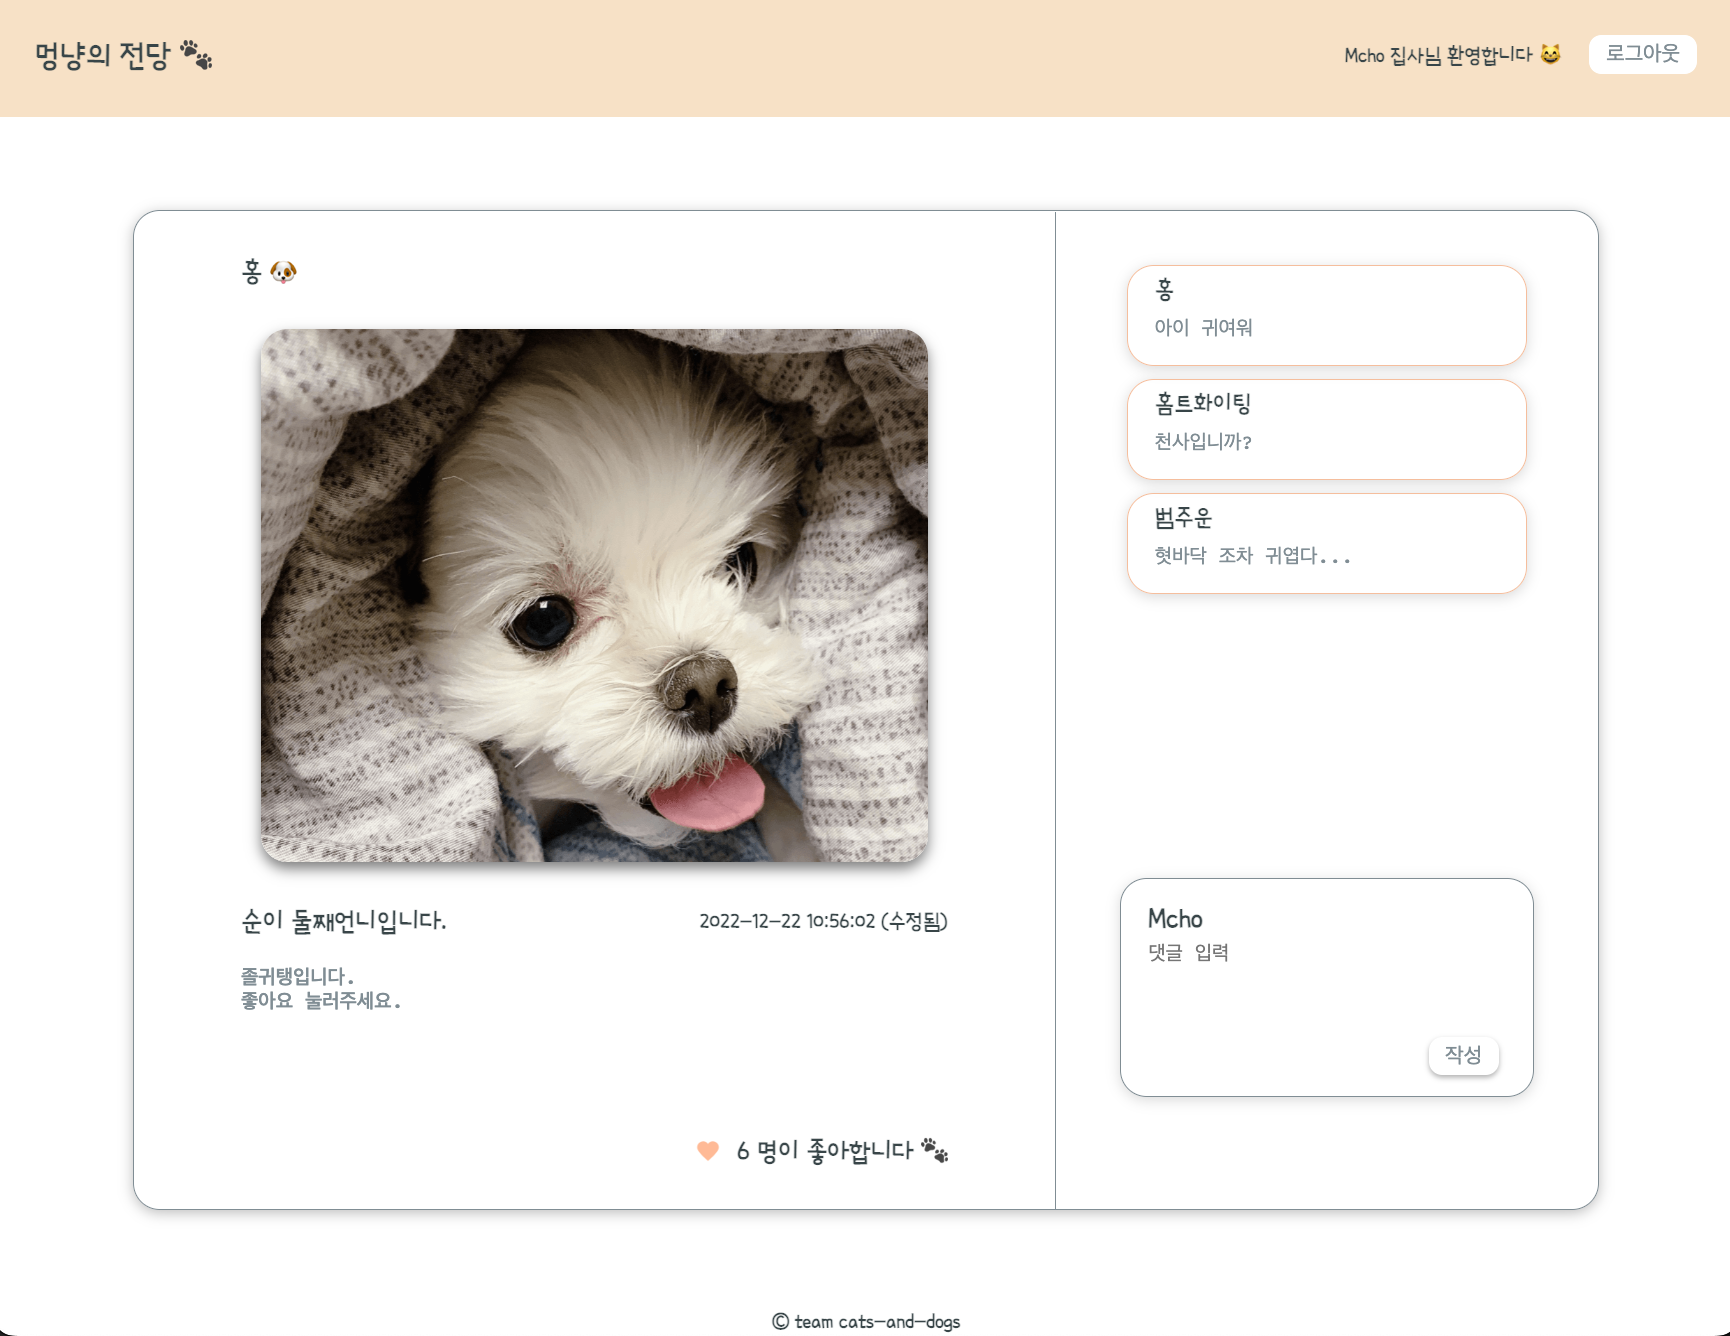 멍냥의 전당 🐾
Mcho 집사님 환영합니다 😺
로그아웃
홍 🐶
순이 둘째언니입니다.
2022-12-22 10:56:02 (수정됨)
졸귀탱입니다.
좋아요 눌러주세요.
6 명이 좋아합니다 🐾
홍
아이 귀여워
홈트화이팅
천사입니까?
범주운
혓바닥 조차 귀엽다...
Mcho
댓글 입력
작성
© team cats-and-dogs